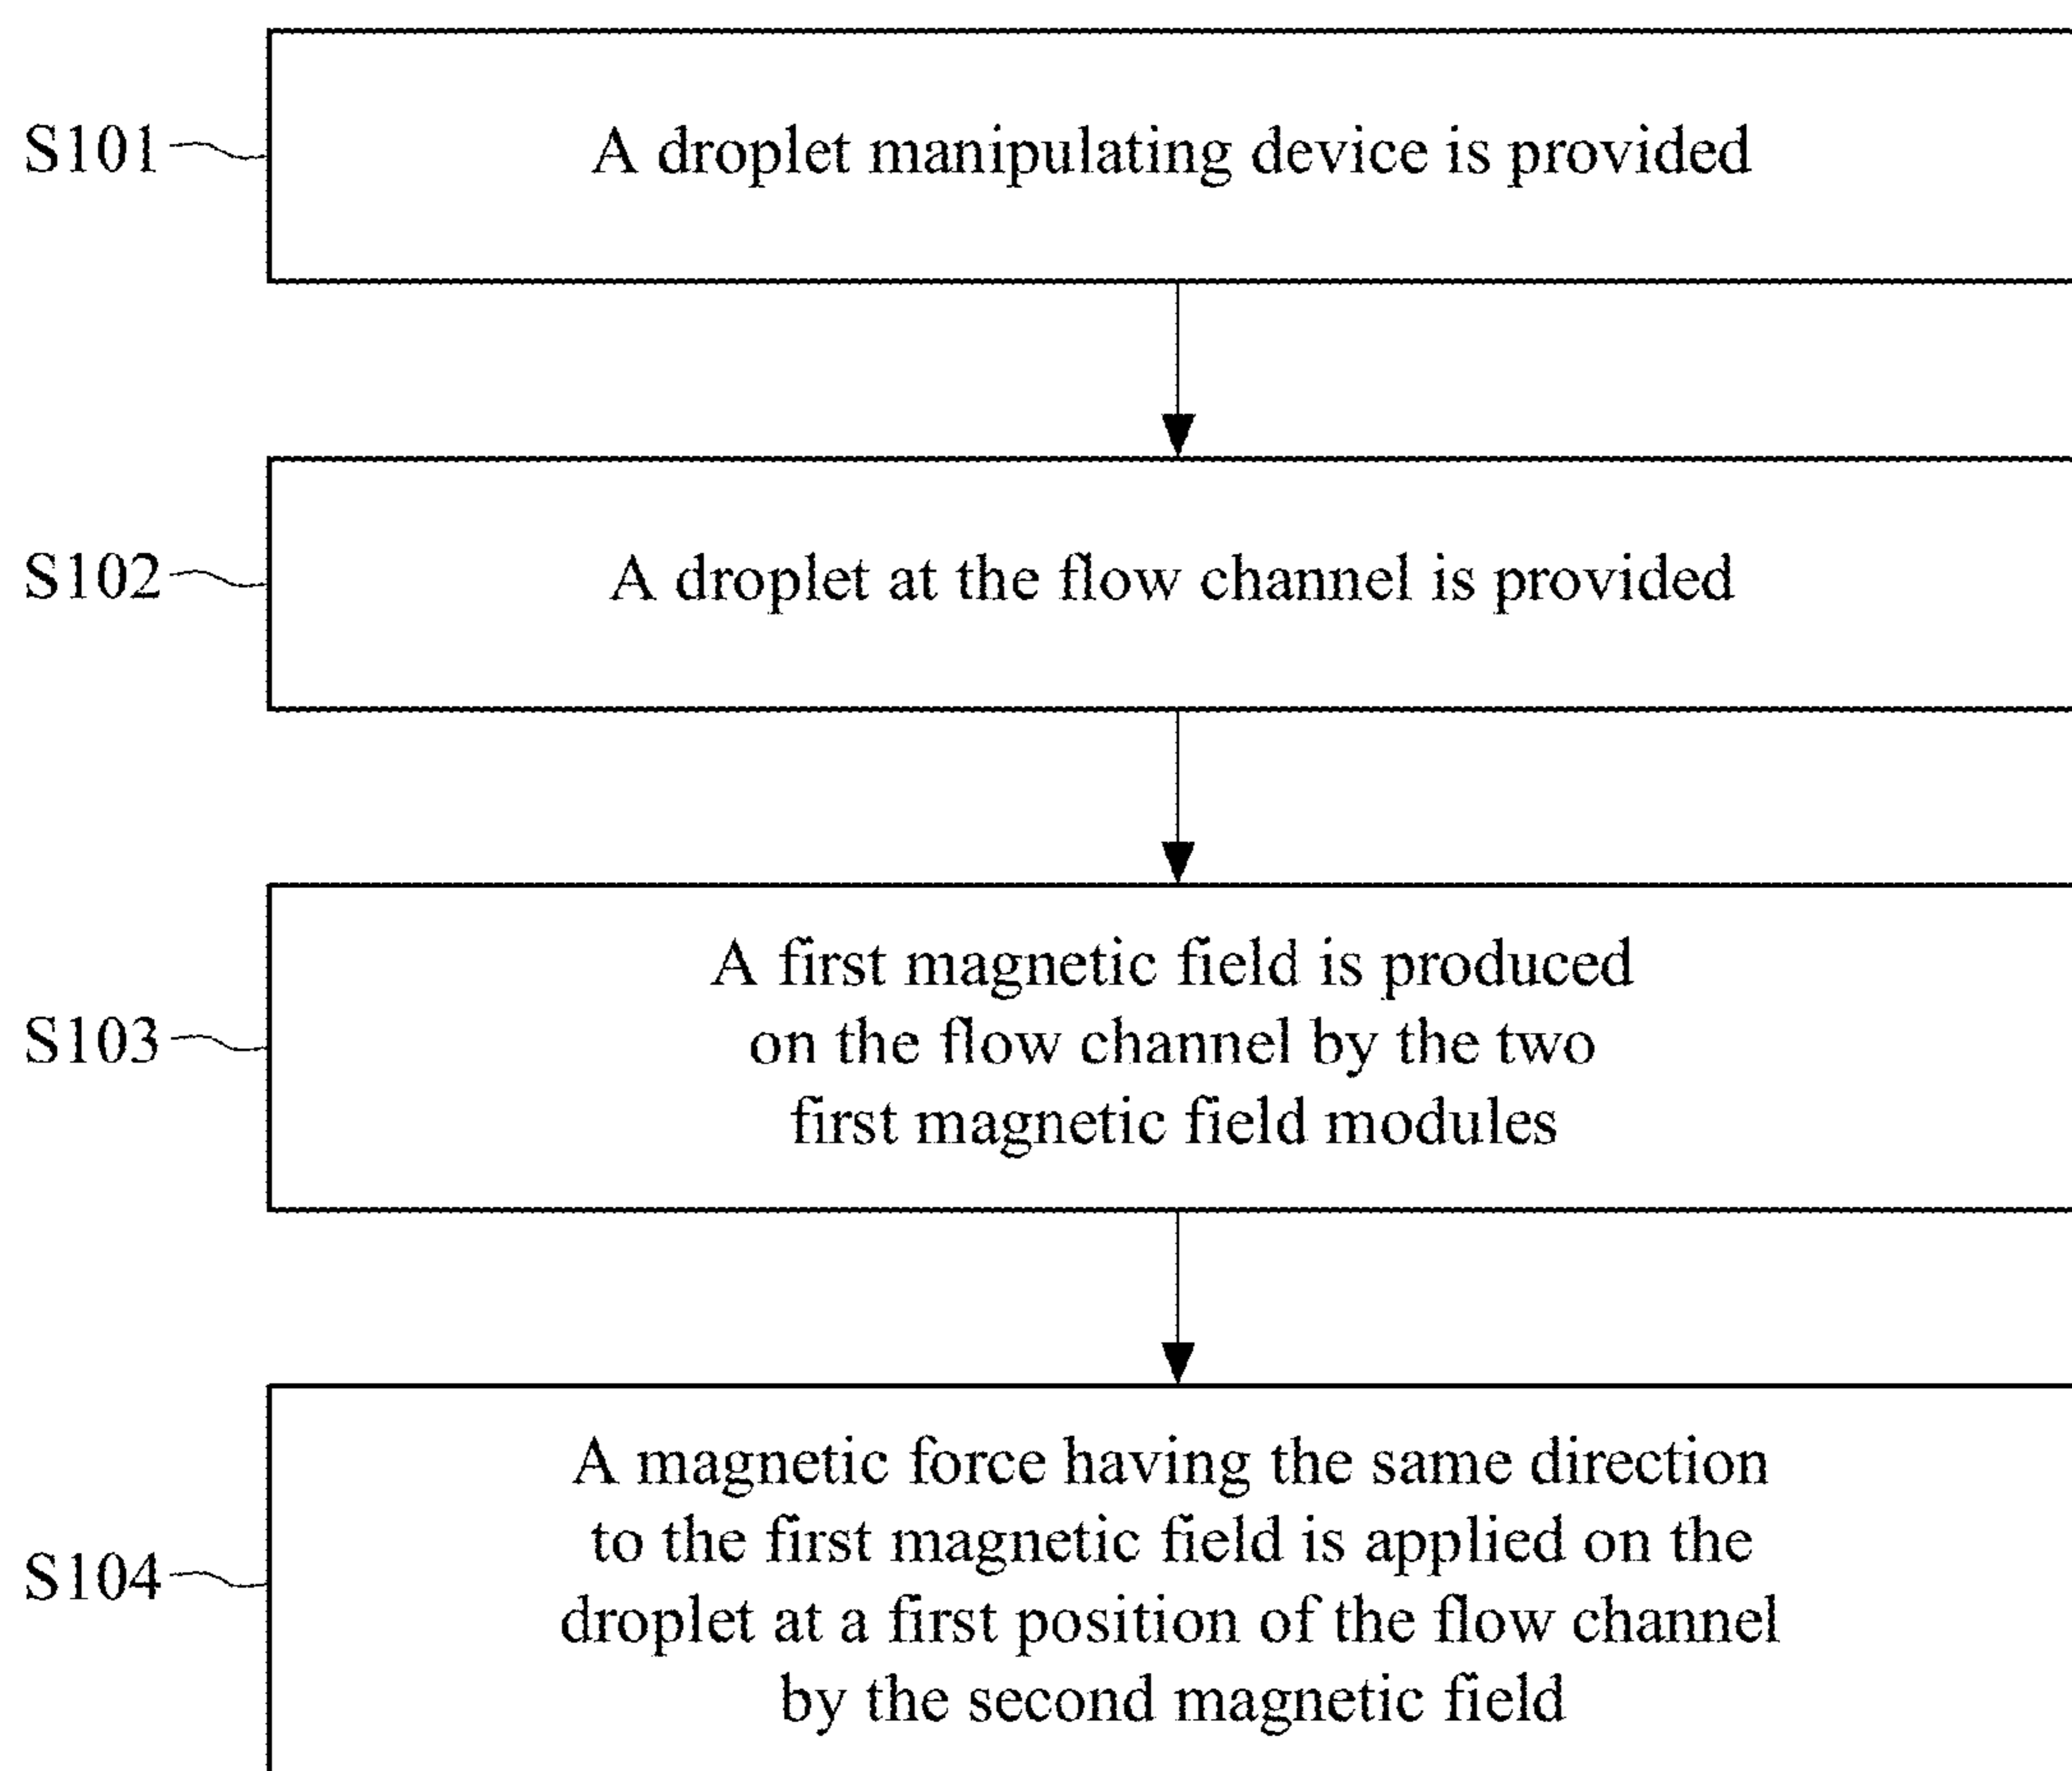 S101
A droplet manipulating device is provided
S102
A droplet at the flow channel is provided
S103
A first magnetic field is produced
on the flow channel by the two
first magnetic field modules
S104
A magnetic force having the same direction
to the first magnetic field is applied on the
droplet at a first position of the flow channel
by the second magnetic field